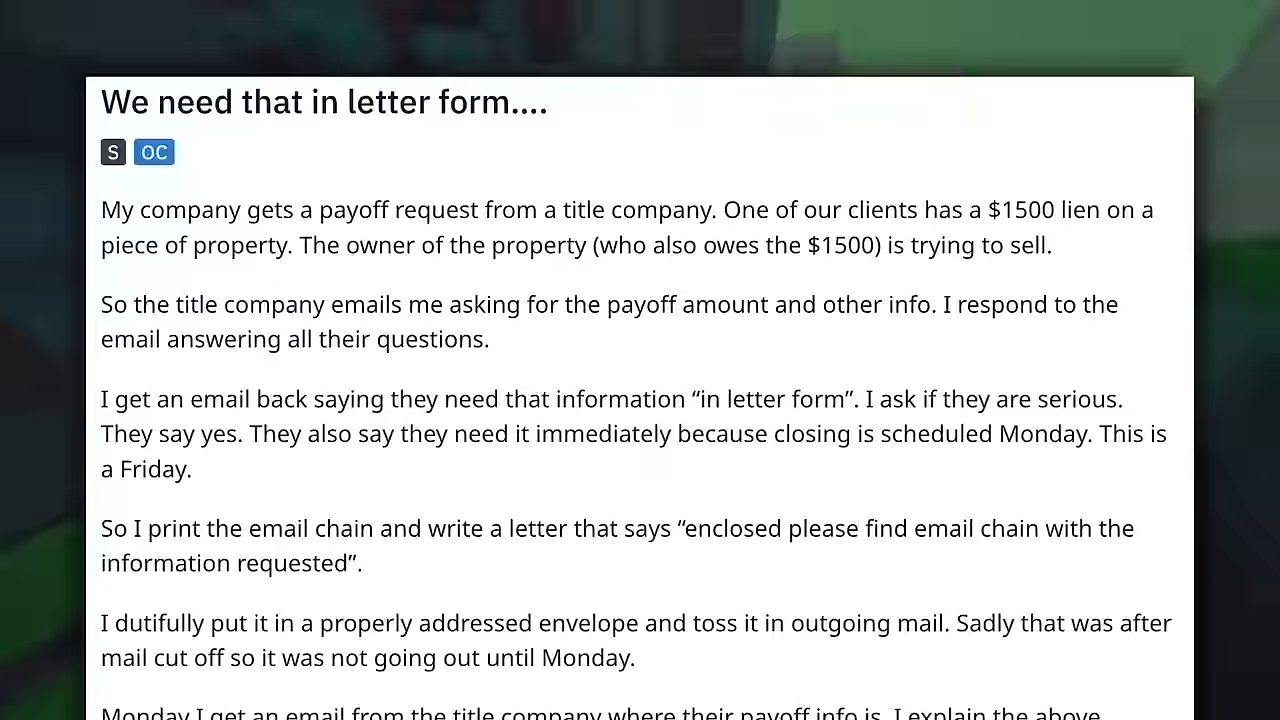 We need that in letter form....
S OC
My company gets a payoff request from a title company. One of our clients has a $1500 lien on a
piece of property. The owner of the property (who also owes the $1500) is trying to sell.
So the title company emails me asking for the payoff amount and other info. I respond to the
email answering all their questions.
I get an email back saying they need that information “in letter form”. I ask if they are serious.
They say yes. They also say they need it immediately because closing is scheduled Monday. This is
a Friday.
So I print the email chain and write a letter that says “enclosed please find email chain with the
information requested”.
I dutifully put it in a properly addressed envelope and toss it in outgoing mail. Sadly that was after
mail cut off so it was not going out until Monday.
Monday I get an email from the title company where their payoff info is. I explain the above